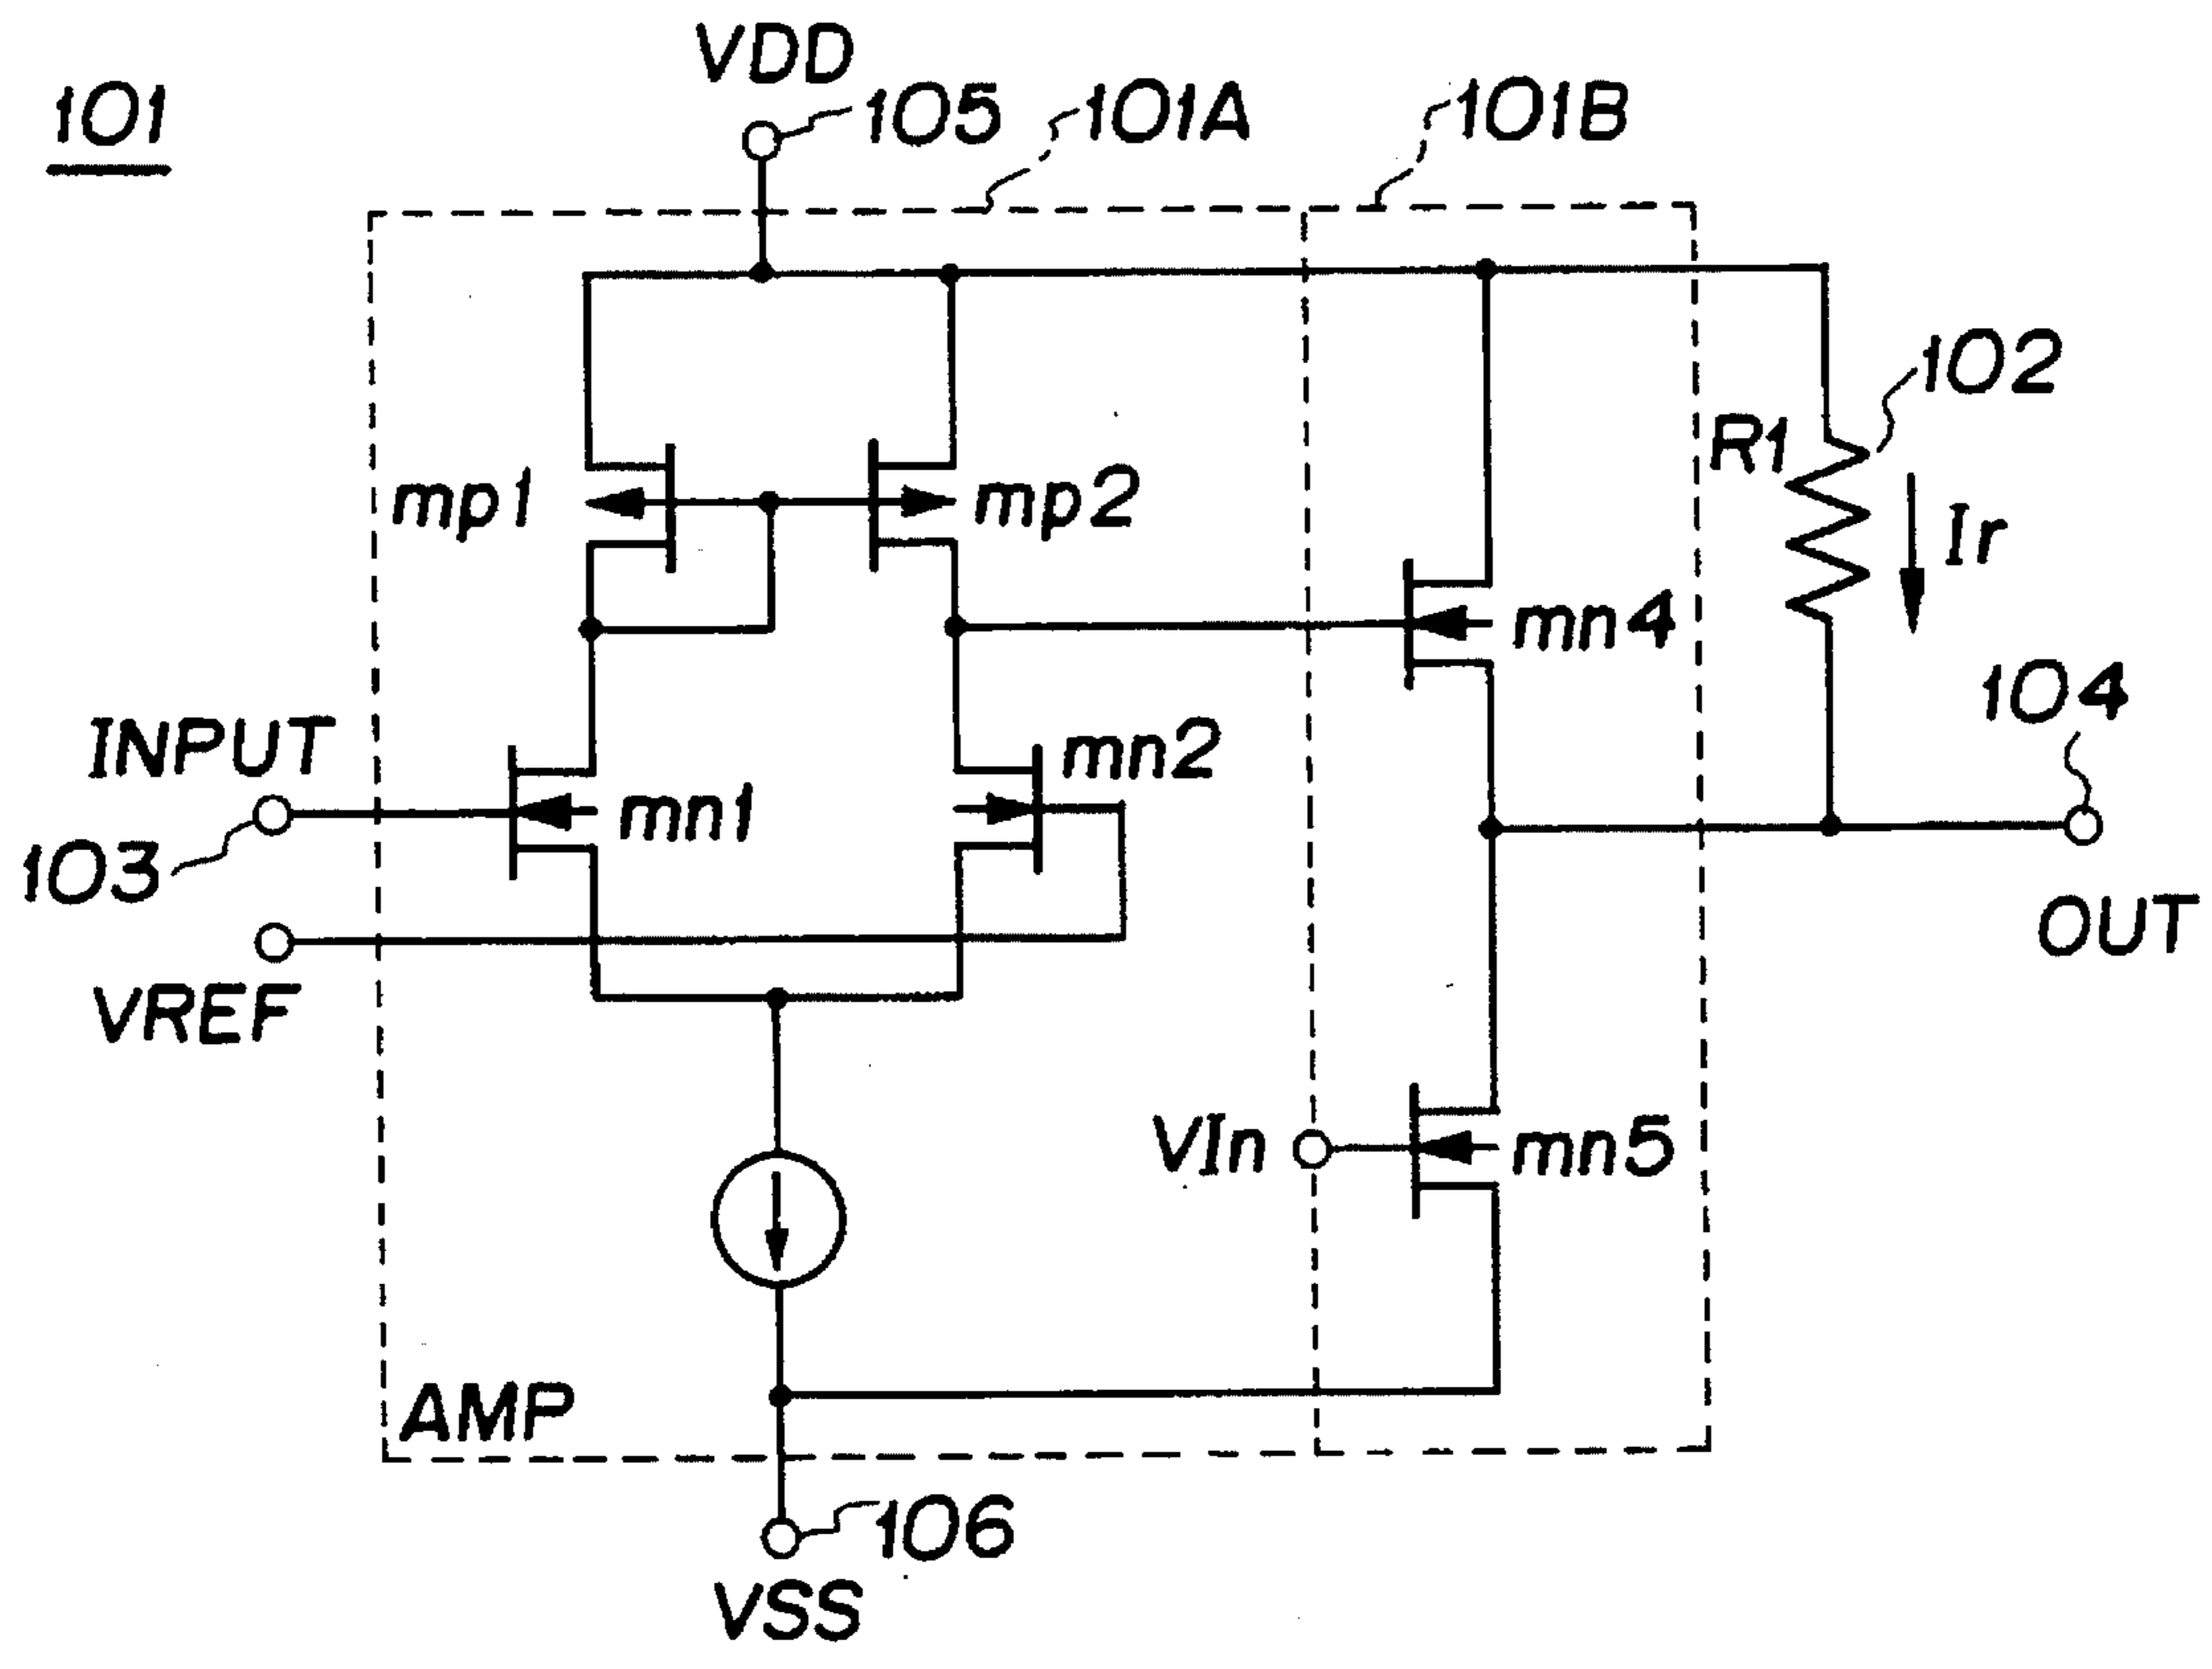 101
VDD
105
101A
101B
102
R1
Ir
mp1
mp2
mn4
104
INPUT
mn2
mn1
103
OUT
VREF
VIn
mn5
AMP
106
VSS